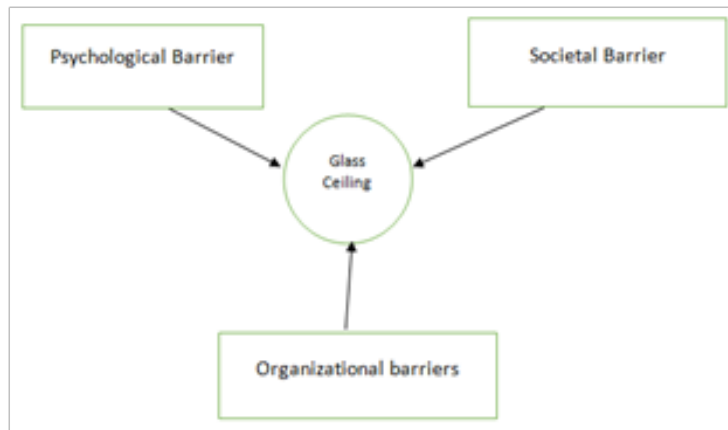 Psychological Barrier
Societal Barrier
Glass
Ceiling
Organizational barriers